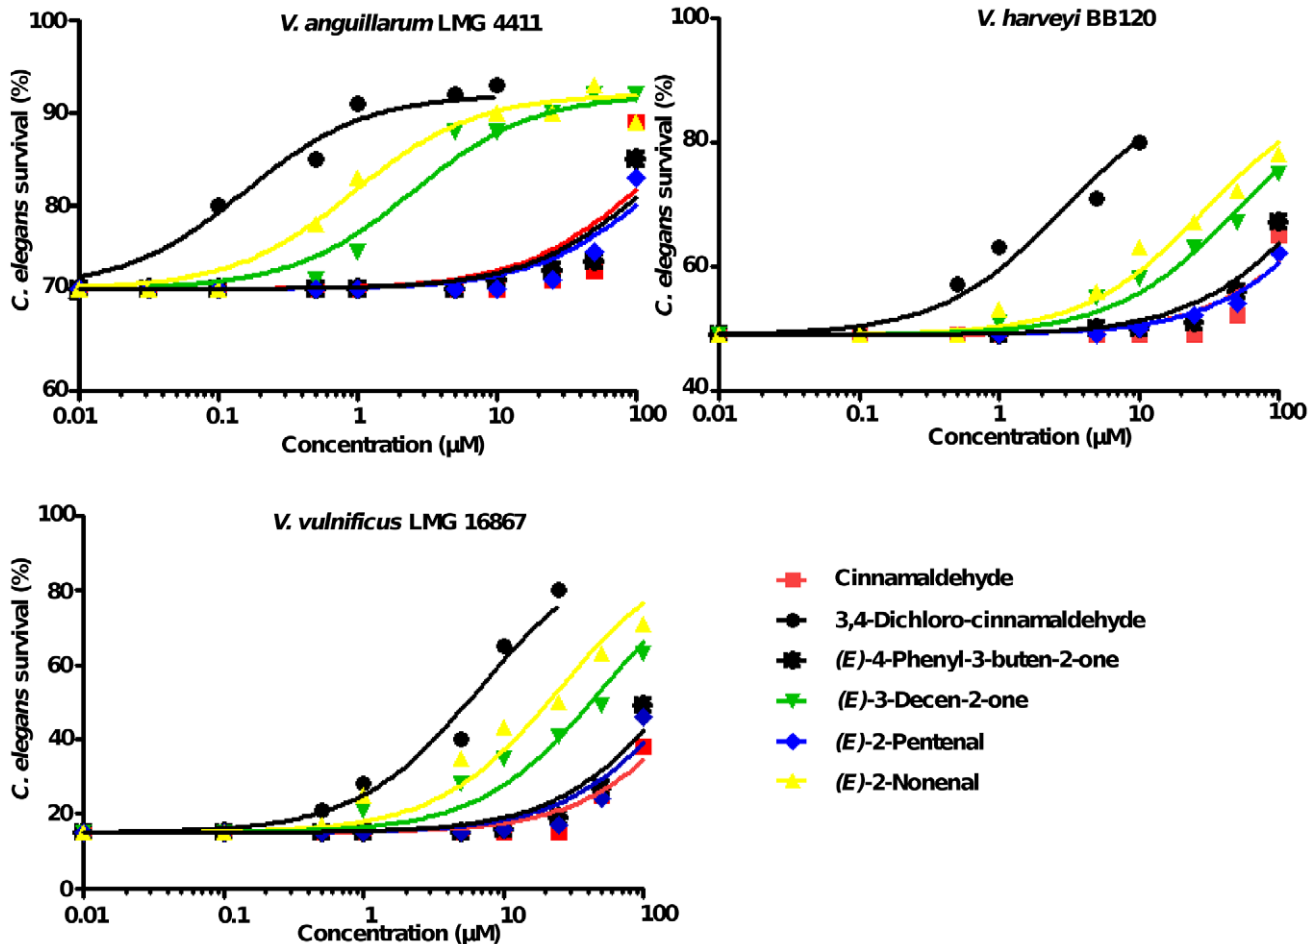 V. anguillarum LMG 4411
100
90
80
70
60
C. elegans survival (%)
0.01 0.1 1 10 100
Concentration (μM)
V. harveyi BB120
100
80
60
40
C. elegans survival (%)
0.01 0.1 1 10 100
Concentration (μM)
V. vulnificus LMG 16867
100
80
60
40
20
0
C. elegans survival (%)
0.01 0.1 1 10 100
Concentration (μM)
Cinnamaldehyde
3,4-Dichloro-cinnamaldehyde
(E)-4-Phenyl-3-buten-2-one
(E)-3-Decen-2-one
(E)-2-Pentenal
(E)-2-Nonenal